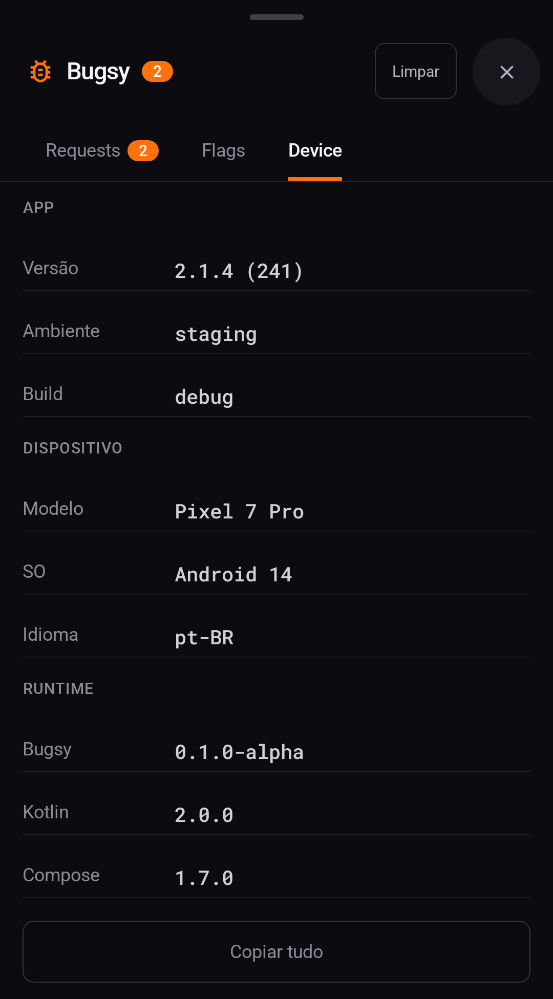 Bugsy 2 Limpar
Requests 2 Flags Device
APP
Versão 2.1.4 (241)
Ambiente staging
Build debug
DISPOSITIVO
Modelo Pixel 7 Pro
SO Android 14
Idioma pt-BR
RUNTIME
Bugsy 0.1.0-alpha
Kotlin 2.0.0
Compose 1.7.0
Copiar tudo